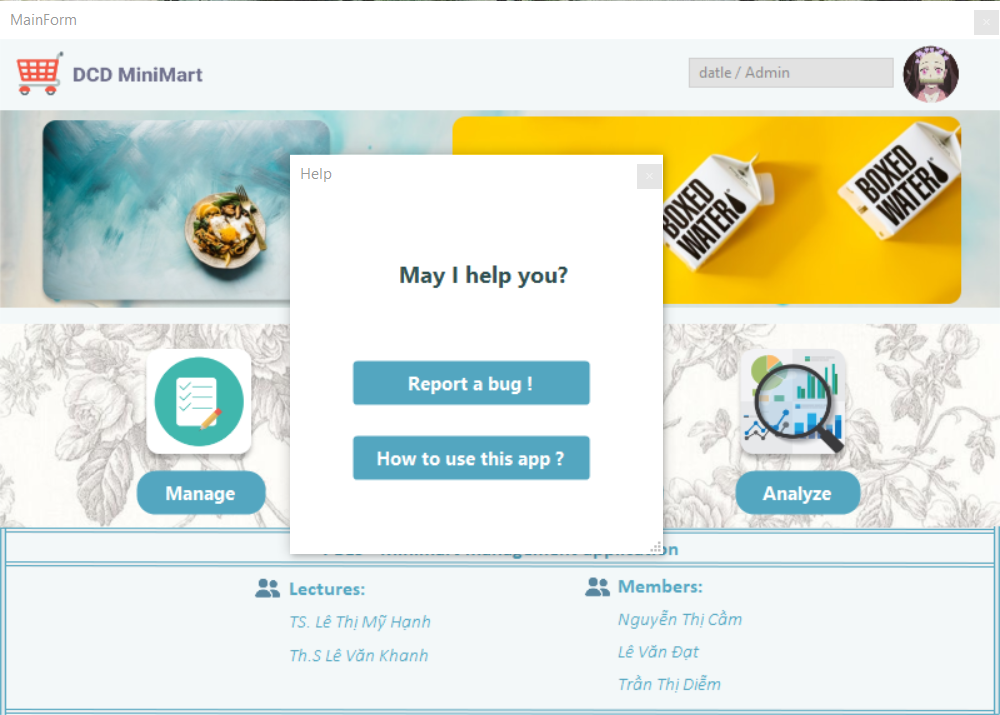 MainForm
DCD MiniMart
datle / Admin
Help
BOXED
WATER
BOXED
WATER
May I help you?
Report a bug !
How to use this app ?
Manage
Analyze
Minimart management application
Lectures:
Members:
TS. Lê Thị Mỹ Hạnh
Nguyễn Thị Cầm
Th.S Lê Văn Khanh
Lê Văn Đạt
Trần Thị Diễm